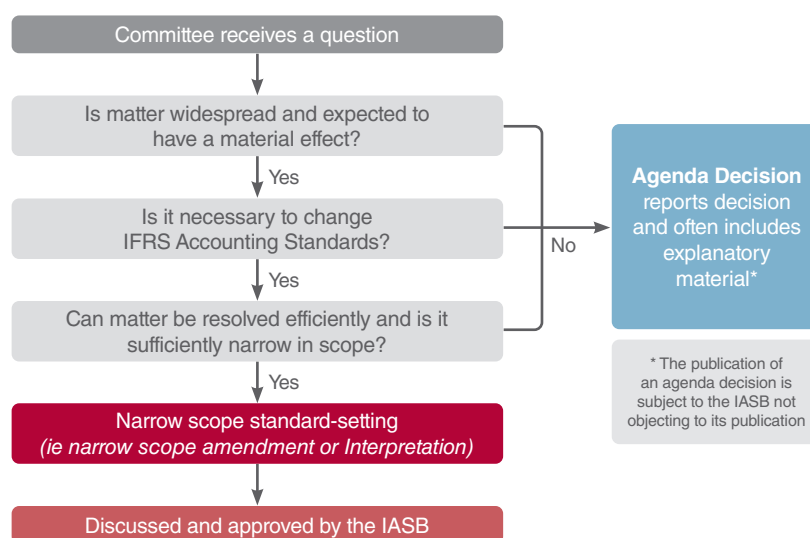 Committee receives a question
Is matter widespread and expected to
have a material effect?
Yes
Is it necessary to change
IFRS Accounting Standards?
Yes
Can matter be resolved efficiently and is it
sufficiently narrow in scope?
Yes
Narrow scope standard-setting
(ie narrow scope amendment or Interpretation)
Discussed and approved by the IASB
No
Agenda Decision
reports decision
and often includes
explanatory
material*
* The publication of
an agenda decision is
subject to the IASB not
objecting to its publication